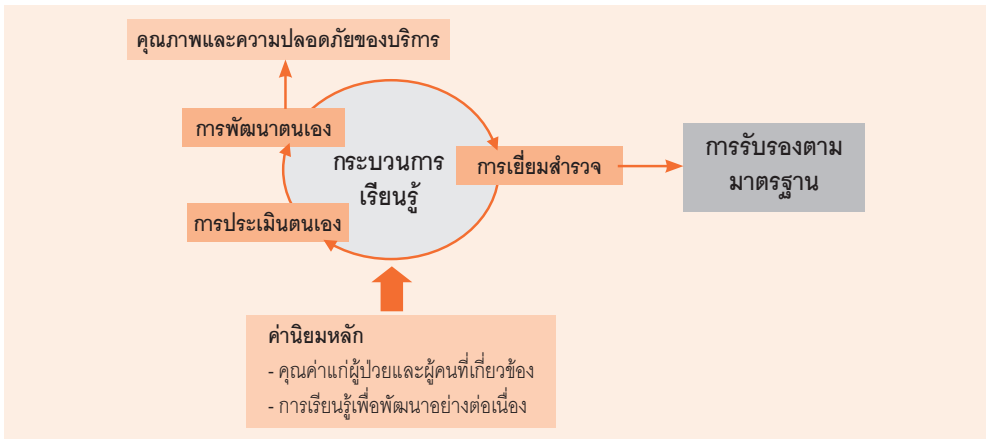 คุณภาพและความปลอดภัยของบริการ
การพัฒนาตนเอง
กระบวนการ
เรียนรู้
การเยี่ยมสำรวจ
การรับรองตาม
มาตรฐาน
การประเมินตนเอง
ค่านิยมหลัก
- คุณค่าแก่ผู้ป่วยและผู้คนที่เกี่ยวข้อง
- การเรียนรู้เพื่อพัฒนาอย่างต่อเนื่อง